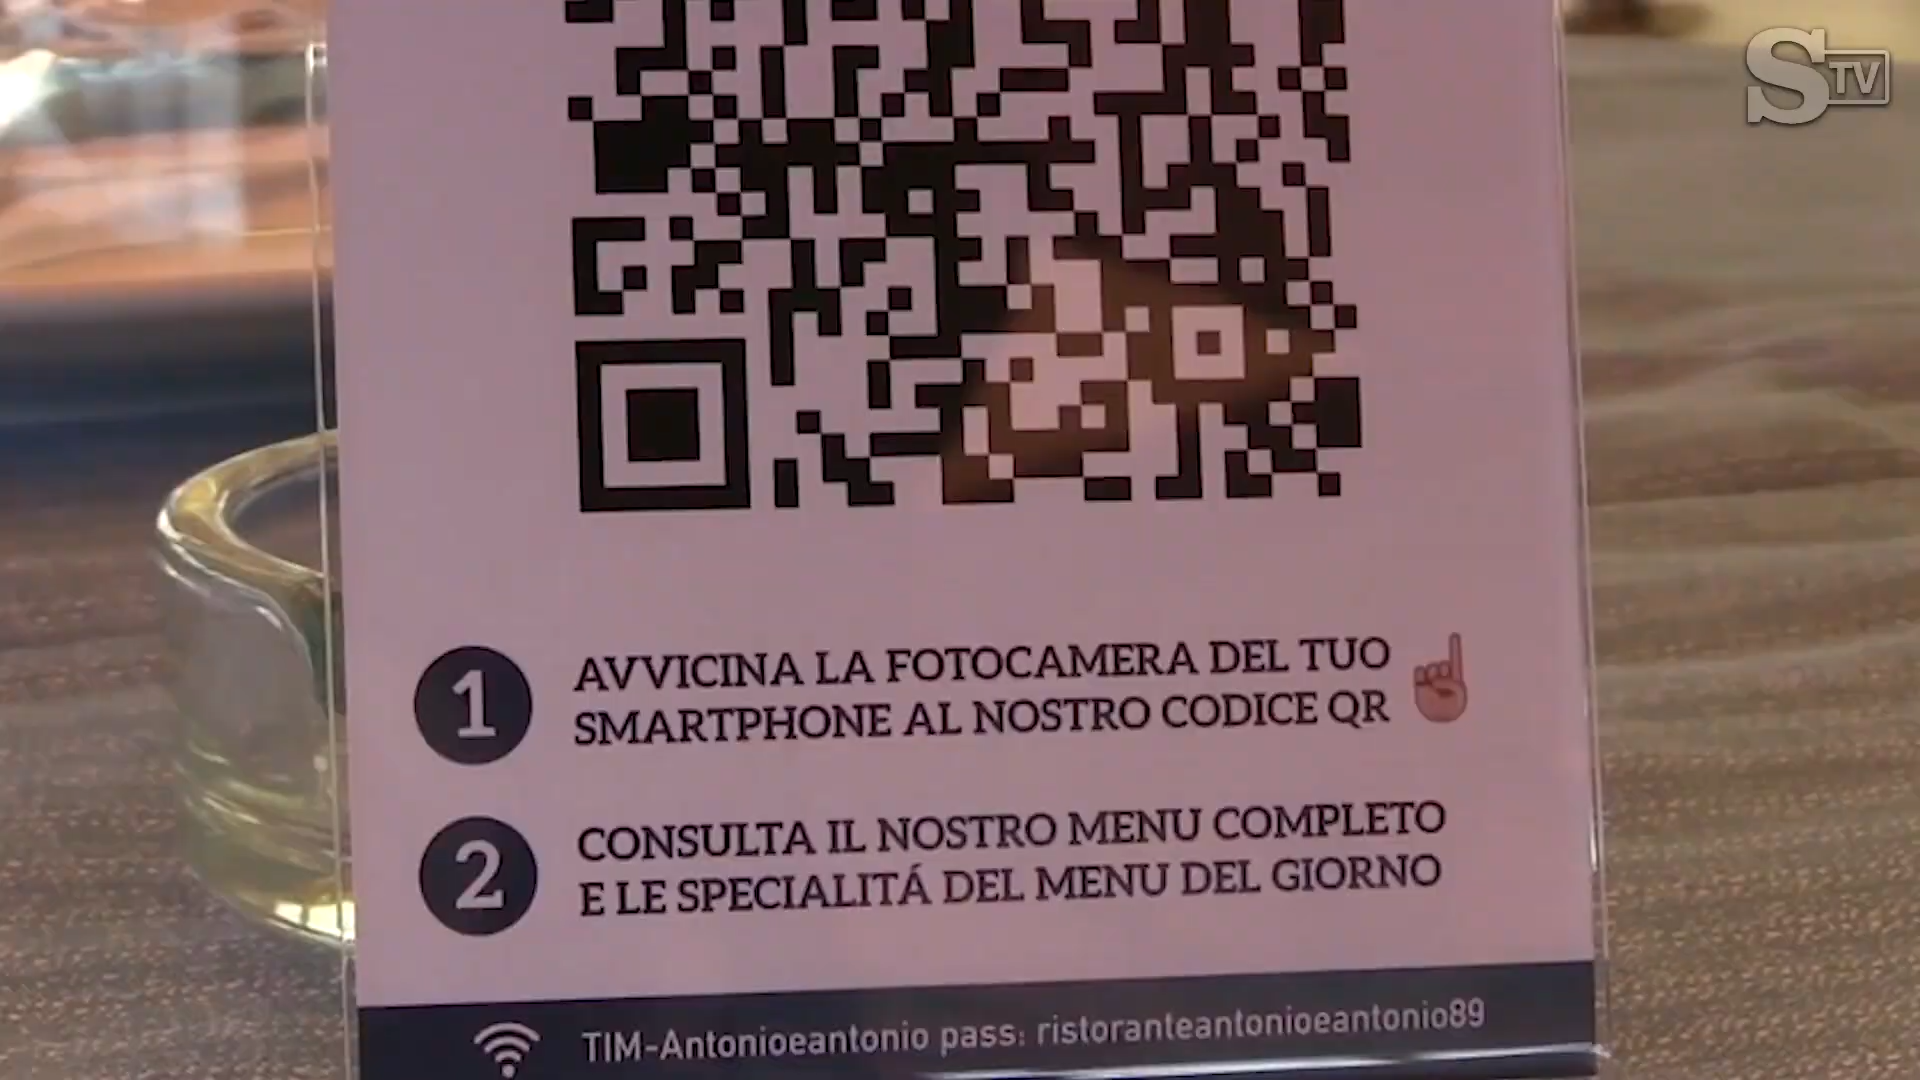 STV
1
AVVICINA LA FOTOCAMERA DEL TUO
SMARTPHONE AL NOSTRO CODICE QR
2
CONSULTA IL NOSTRO MENU COMPLETO
E LE SPECIALITÁ DEL MENU DEL GIORNO
TIM-Antonioeantonio pass: ristoranteantonioeantonio89